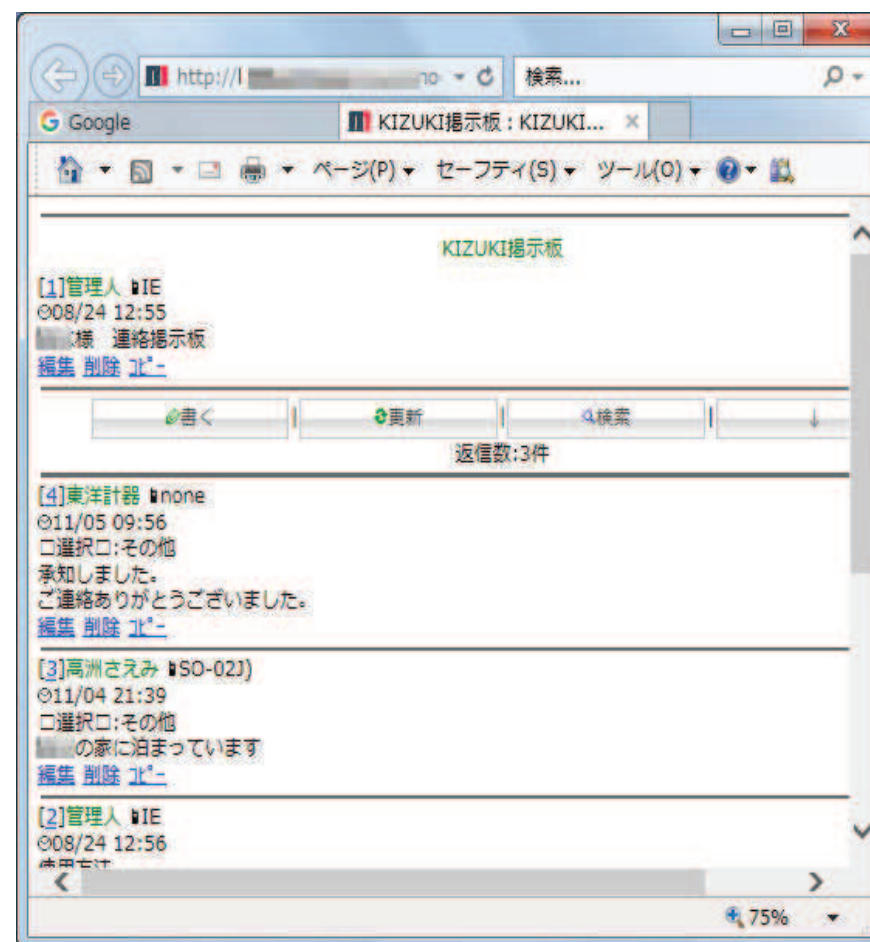 http://
検索...
Google
KIZUKI掲示板 : KIZUKI...
ページ(P) セーフティ(S) ツール(O)
KIZUKI掲示板
[1]管理人 IE
08/24 12:55
様 連絡掲示板
編集 削除 ｺﾋﾟｰ
書く | 更新 | 検索 | ↓
返信数:3件
[4]東洋計器 none
11/05 09:56
□選択□:その他
承知しました。
ご連絡ありがとうございました。
編集 削除 ｺﾋﾟｰ
[3]高洲さえみ SO-02J)
11/04 21:39
□選択□:その他
の家に泊まっています
編集 削除 ｺﾋﾟｰ
[2]管理人 IE
08/24 12:56
使用方法
75%